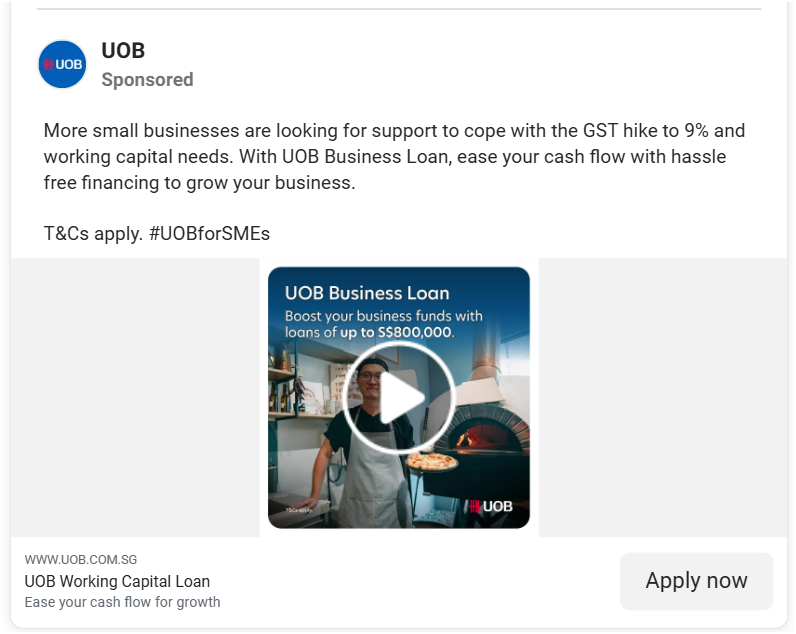 UOB
UOB
Sponsored
More small businesses are looking for support to cope with the GST hike to 9% and
working capital needs. With UOB Business Loan, ease your cash flow with hassle
free financing to grow your business.
T&Cs apply. #UOBforSMEs
UOB Business Loan
Boost your business funds with
loans of up to S$800,000.
T&Cs apply.
UOB
WWW.UOB.COM.SG
UOB Working Capital Loan
Ease your cash flow for growth
Apply now